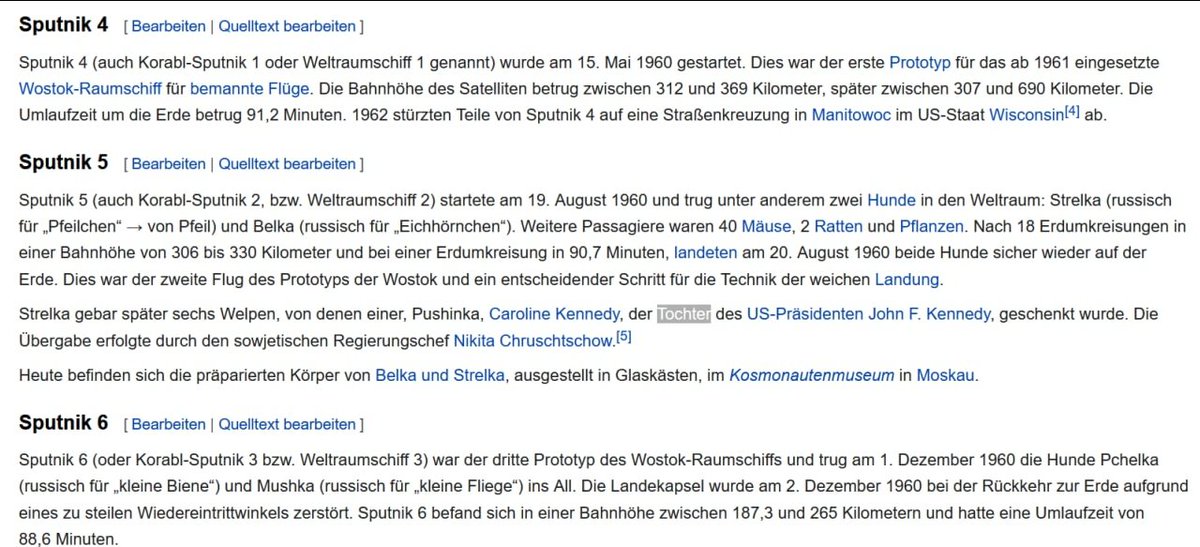 Sputnik 4 [ Bearbeiten | Quelltext bearbeiten ]
Sputnik 4 (auch Korabl-Sputnik 1 oder Weltraumschiff 1 genannt) wurde am 15. Mai 1960 gestartet. Dies war der erste Prototyp für das ab 1961 eingesetzte
Wostok-Raumschiff für bemannte Flüge. Die Bahnhöhe des Satelliten betrug zwischen 312 und 369 Kilometer, später zwischen 307 und 690 Kilometer. Die
Umlaufzeit um die Erde betrug 91,2 Minuten. 1962 stürzten Teile von Sputnik 4 auf eine Straßenkreuzung in Manitowoc im US-Staat Wisconsin[4] ab.
Sputnik 5 [ Bearbeiten | Quelltext bearbeiten ]
Sputnik 5 (auch Korabl-Sputnik 2, bzw. Weltraumschiff 2) startete am 19. August 1960 und trug unter anderem zwei Hunde in den Weltraum: Strelka (russisch
für „Pfeilchen“ → von Pfeil) und Belka (russisch für „Eichhörnchen“). Weitere Passagiere waren 40 Mäuse, 2 Ratten und Pflanzen. Nach 18 Erdumkreisungen in
einer Bahnhöhe von 306 bis 330 Kilometer und bei einer Erdumkreisung in 90,7 Minuten, landeten am 20. August 1960 beide Hunde sicher wieder auf der
Erde. Dies war der zweite Flug des Prototyps der Wostok und ein entscheidender Schritt für die Technik der weichen Landung.
Strelka gebar später sechs Welpen, von denen einer, Pushinka, Caroline Kennedy, der Tochter des US-Präsidenten John F. Kennedy, geschenkt wurde. Die
Übergabe erfolgte durch den sowjetischen Regierungschef Nikita Chruschtschow.[5]
Heute befinden sich die präparierten Körper von Belka und Strelka, ausgestellt in Glaskästen, im Kosmonautenmuseum in Moskau.
Sputnik 6 [ Bearbeiten | Quelltext bearbeiten ]
Sputnik 6 (oder Korabl-Sputnik 3 bzw. Weltraumschiff 3) war der dritte Prototyp des Wostok-Raumschiffs und trug am 1. Dezember 1960 die Hunde Pchelka
(russisch für „kleine Biene“) und Mushka (russisch für „kleine Fliege“) ins All. Die Landekapsel wurde am 2. Dezember 1960 bei der Rückkehr zur Erde aufgrund
eines zu steilen Wiedereintrittwinkels zerstört. Sputnik 6 befand sich in einer Bahnhöhe zwischen 187,3 und 265 Kilometern und hatte eine Umlaufzeit von
88,6 Minuten.